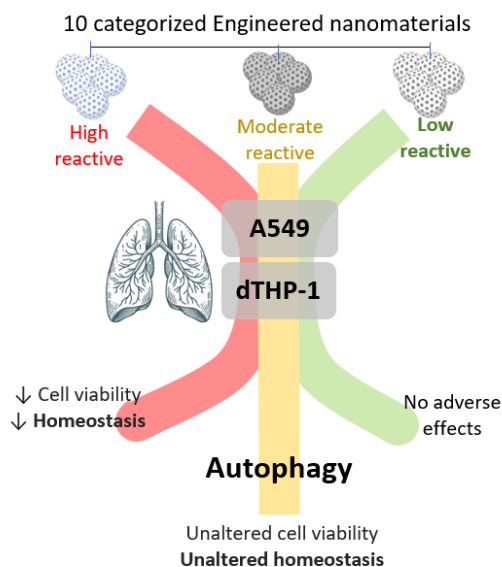 10 categorized Engineered nanomaterials
High
reactive
Moderate
reactive
Low
reactive
A549
dTHP-1
↓ Cell viability
↓ Homeostasis
No adverse
effects
Autophagy
Unaltered cell viability
Unaltered homeostasis